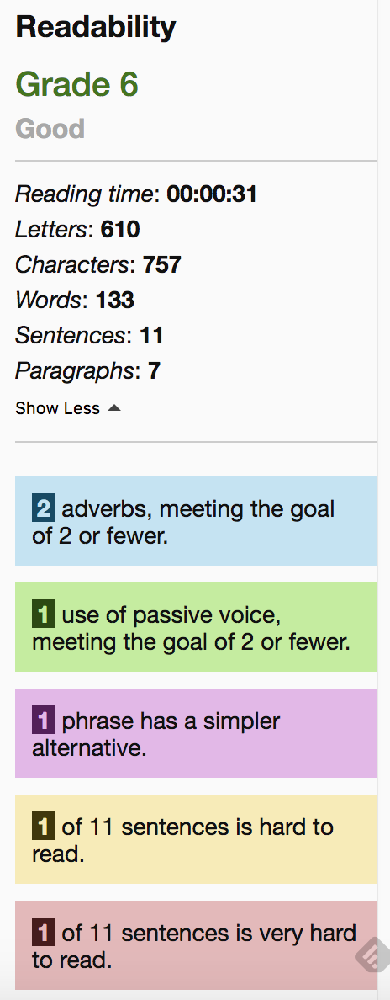 Readability
Grade 6
Good
Reading time: 00:00:31
Letters: 610
Characters: 757
Words: 133
Sentences: 11
Paragraphs: 7
Show Less
2 adverbs, meeting the goal
of 2 or fewer.
1 use of passive voice,
meeting the goal of 2 or fewer.
1 phrase has a simpler
alternative.
1 of 11 sentences is hard to
read.
1 of 11 sentences is very hard
to read.